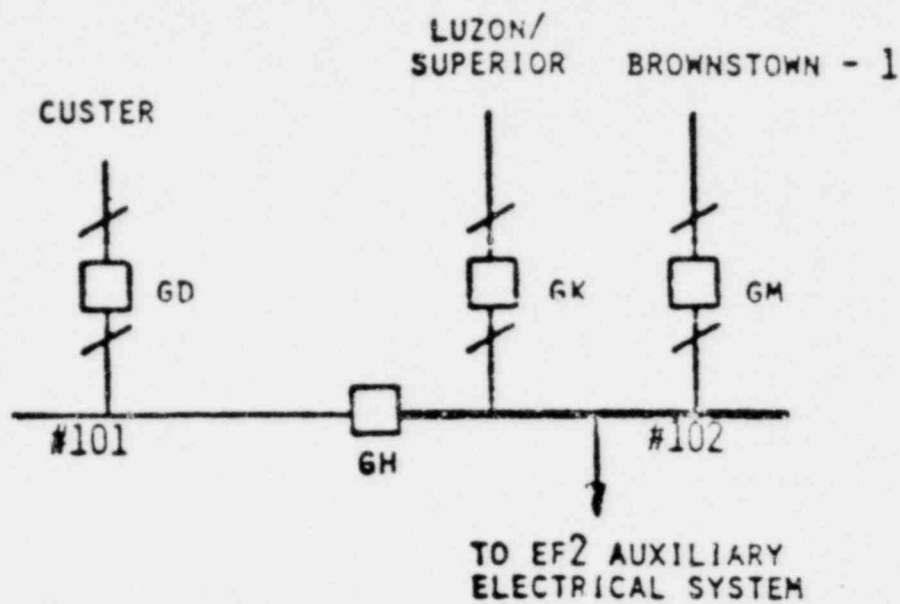 LUZON/
SUPERIOR
BROWNSTOWN - 1
CUSTER
GD
GK
GM
#101
GH
#102
TO EF2 AUXILIARY
ELECTRICAL SYSTEM